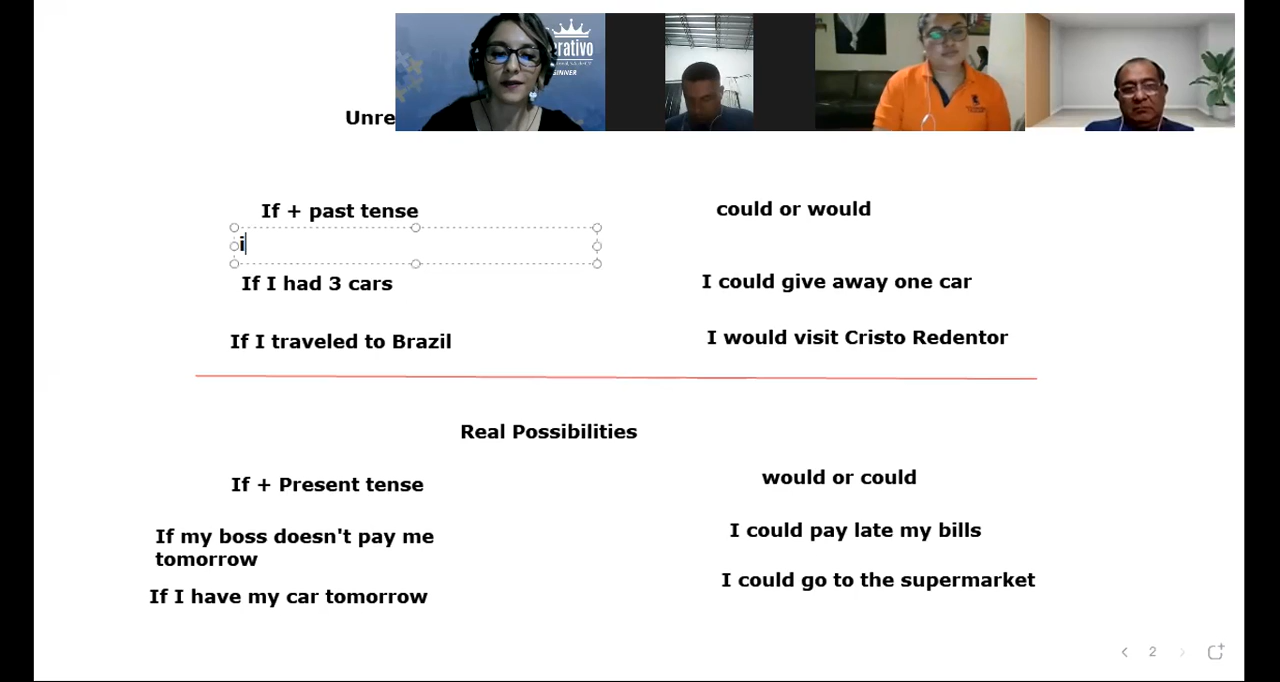 erativo
INNER
Unre
If + past tense
could or would
i
If I had 3 cars
I could give away one car
If I traveled to Brazil
I would visit Cristo Redentor
Real Possibilities
If + Present tense
would or could
If my boss doesn't pay me
tomorrow
I could pay late my bills
If I have my car tomorrow
I could go to the supermarket
2